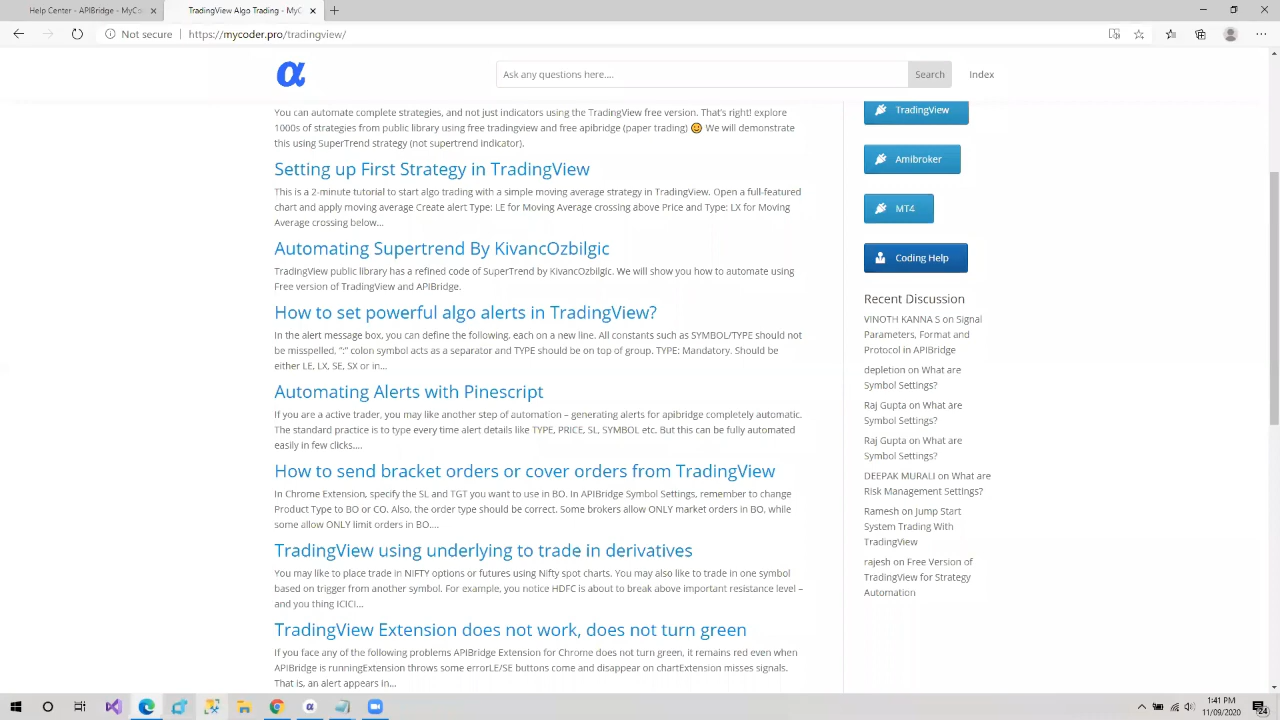 Help Center - APIBridge - MyCo
TradingView Algo Trading - MyC
Not secure
https://mycoder.pro/tradingview/
α
Ask any questions here....
Search
Index
You can automate complete strategies, and not just indicators using the TradingView free version. That's right! explore
1000s of strategies from public library using free tradingview and free apibridge (paper trading) 🙂 We will demonstrate
this using SuperTrend strategy (not supertrend indicator).
Setting up First Strategy in TradingView
This is a 2-minute tutorial to start algo trading with a simple moving average strategy in TradingView. Open a full-featured
chart and apply moving average Create alert Type: LE for Moving Average crossing above Price and Type: LX for Moving
Average crossing below...
Automating Supertrend By KivancOzbilgic
TradingView public library has a refined code of SuperTrend by KivancOzbilgic. We will show you how to automate using
Free version of TradingView and APIBridge.
How to set powerful algo alerts in TradingView?
In the alert message box, you can define the following, each on a new line. All constants such as SYMBOL/TYPE should not
be misspelled. ":" colon symbol acts as a separator and TYPE should be on top of group. TYPE: Mandatory. Should be
either LE, LX, SE, SX or in...
Automating Alerts with Pinescript
If you are a active trader, you may like another step of automation – generating alerts for apibridge completely automatic.
The standard practice is to type every time alert details like TYPE, PRICE, SL, SYMBOL etc. But this can be fully automated
easily in few clicks....
How to send bracket orders or cover orders from TradingView
In Chrome Extension, specify the SL and TGT you want to use in BO. In APIBridge Symbol Settings, remember to change
Product Type to BO or CO. Also, the order type should be correct. Some brokers allow ONLY market orders in BO, while
some allow ONLY limit orders in BO....
TradingView using underlying to trade in derivatives
You may like to place trade in NIFTY options or futures using Nifty spot charts. You may also like to trade in one symbol
based on trigger from another symbol. For example, you notice HDFC is about to break above important resistance level –
and you thing ICICI...
TradingView Extension does not work, does not turn green
If you face any of the following problems APIBridge Extension for Chrome does not turn green, it remains red even when
APIBridge is runningExtension throws some errorLE/SE buttons come and disappear on chartExtension misses signals.
That is, an alert appears in...
TradingView
Amibroker
MT4
Coding Help
Recent Discussion
VINOTH KANNA S on Signal
Parameters, Format and
Protocol in APIBridge
depletion on What are
Symbol Settings?
Raj Gupta on What are
Symbol Settings?
Raj Gupta on What are
Symbol Settings?
DEEPAK MURALI on What are
Risk Management Settings?
Ramesh on Jump Start
System Trading With
TradingView
rajesh on Free Version of
TradingView for Strategy
Automation
1:41 PM
11/09/2020
24